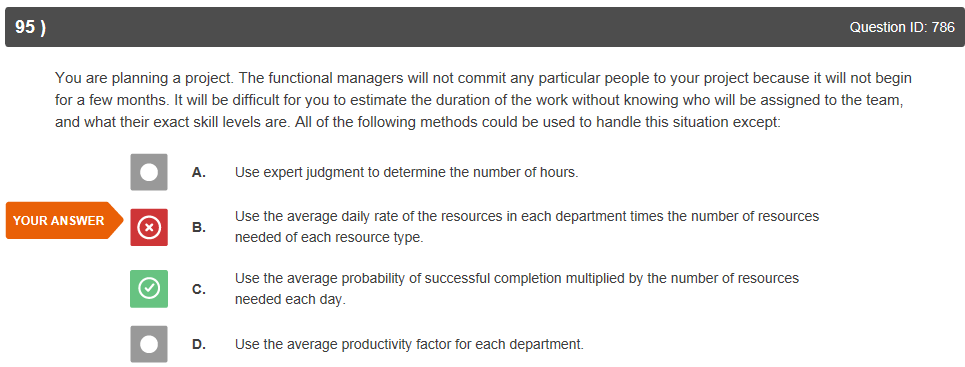 95 ) Question ID: 786
You are planning a project. The functional managers will not commit any particular people to your project because it will not begin
for a few months. It will be difficult for you to estimate the duration of the work without knowing who will be assigned to the team,
and what their exact skill levels are. All of the following methods could be used to handle this situation except:
A. Use expert judgment to determine the number of hours.
YOUR ANSWER B. Use the average daily rate of the resources in each department times the number of resources
needed of each resource type.
C. Use the average probability of successful completion multiplied by the number of resources
needed each day.
D. Use the average productivity factor for each department.